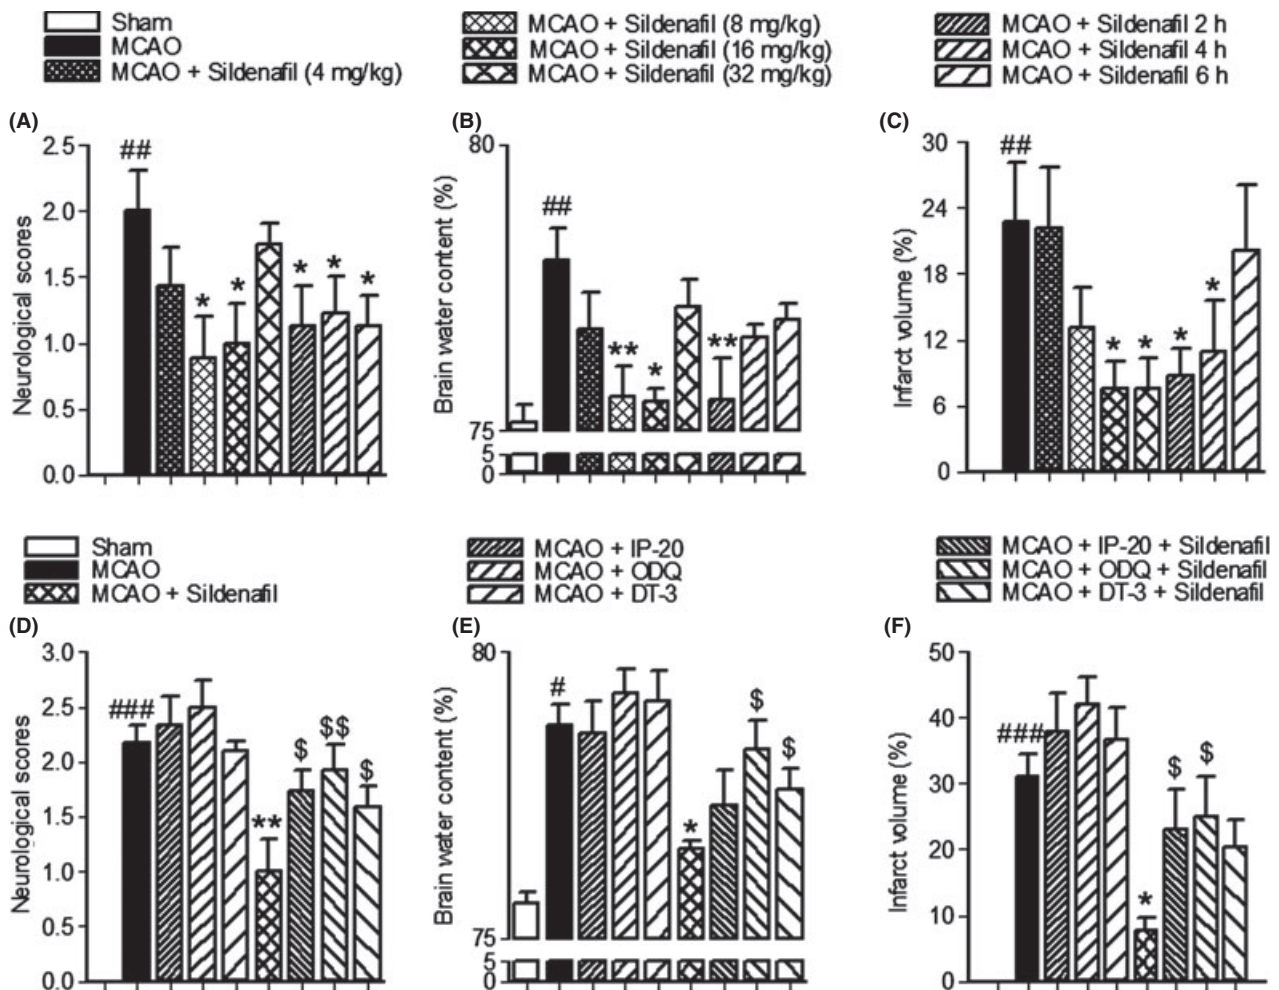 Sham
MCAO
MCAO + Sildenafil (4 mg/kg)
MCAO + Sildenafil (8 mg/kg)
MCAO + Sildenafil (16 mg/kg)
MCAO + Sildenafil (32 mg/kg)
MCAO + Sildenafil 2 h
MCAO + Sildenafil 4 h
MCAO + Sildenafil 6 h
(A)
Neurological scores
2.5
2.0
1.5
1.0
0.5
0.0
##
*
*
*
*
*
(B)
Brain water content (%)
80
75
5
0
##
**
*
**
(C)
Infarct volume (%)
30
24
18
12
6
0
##
*
*
*
*
Sham
MCAO
MCAO + Sildenafil
MCAO + IP-20
MCAO + ODQ
MCAO + DT-3
MCAO + IP-20 + Sildenafil
MCAO + ODQ + Sildenafil
MCAO + DT-3 + Sildenafil
(D)
Neurological scores
3.0
2.5
2.0
1.5
1.0
0.5
0.0
###
**
$
$$
$
(E)
Brain water content (%)
80
75
5
0
#
*
$
$
(F)
Infarct volume (%)
50
40
30
20
10
0
###
*
$
$